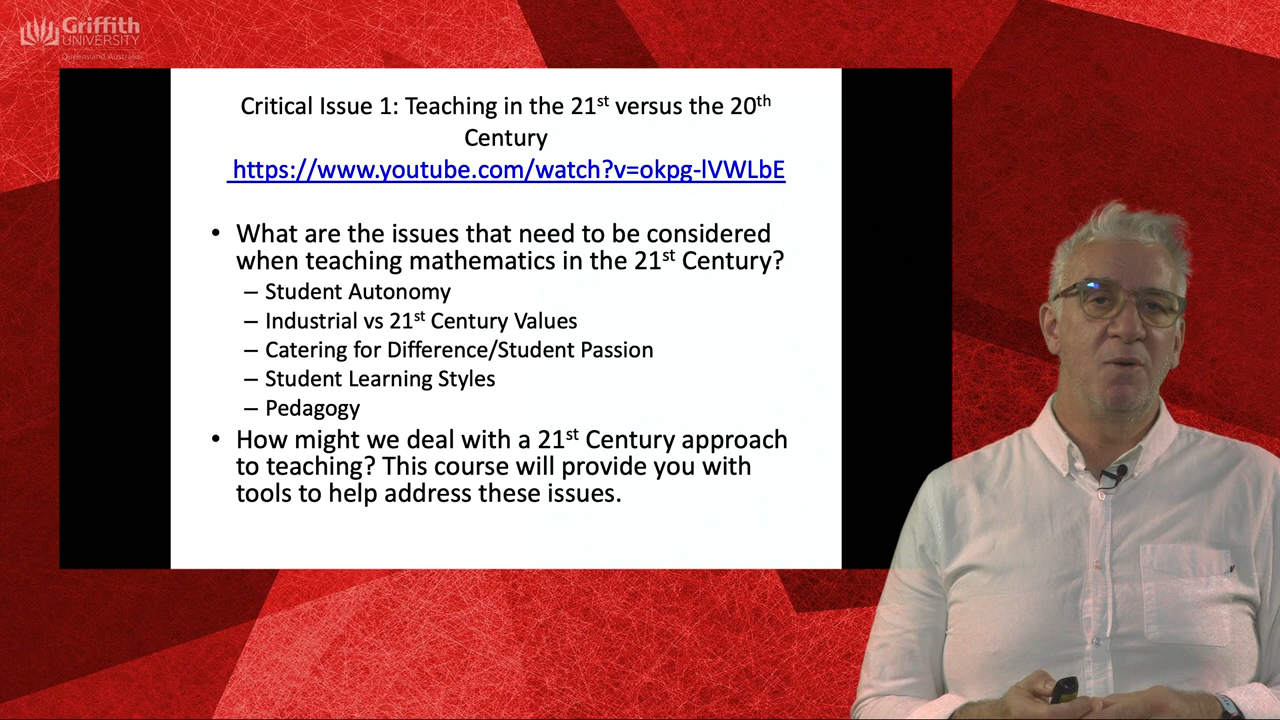 Griffith
UNIVERSITY
Queensland Australia
Critical Issue 1: Teaching in the 21st versus the 20th
Century
https://www.youtube.com/watch?v=okpg-lVWLbE
• What are the issues that need to be considered
when teaching mathematics in the 21st Century?
– Student Autonomy
– Industrial vs 21st Century Values
– Catering for Difference/Student Passion
– Student Learning Styles
– Pedagogy
• How might we deal with a 21st Century approach
to teaching? This course will provide you with
tools to help address these issues.